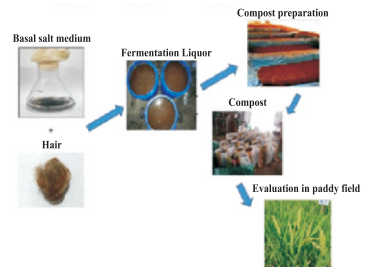 Compost preparation
Basal salt medium
Fermentation Liquor
Compost
+
Hair
Evaluation in paddy field